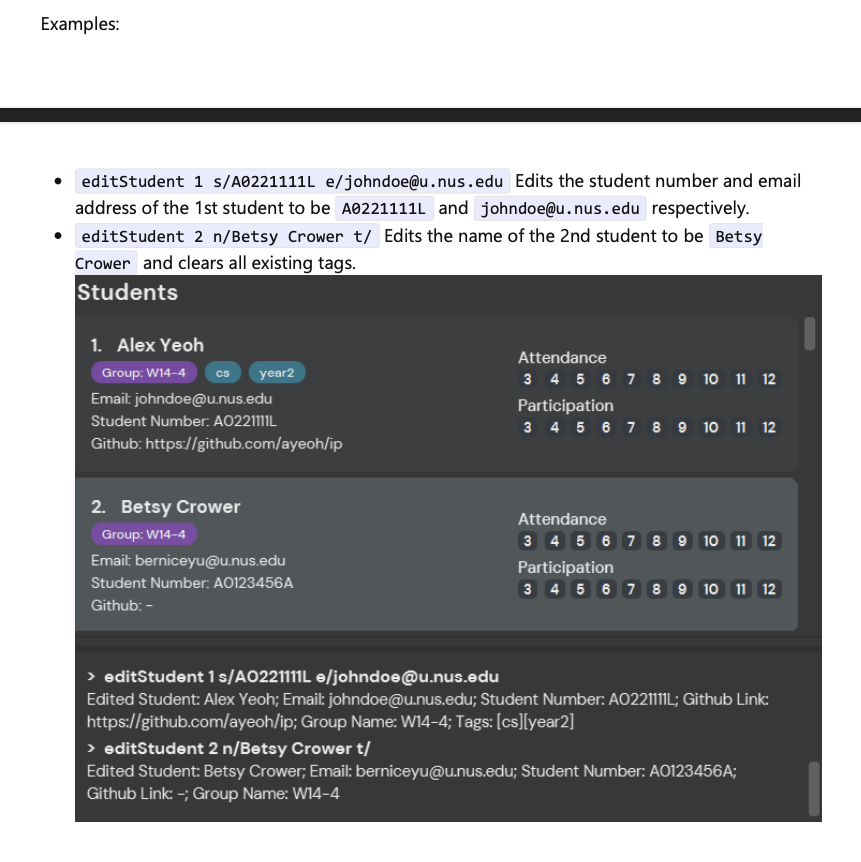 Examples:
editStudent 1 s/A0221111L e/johndoe@u.nus.edu Edits the student number and email
address of the 1st student to be A0221111L and johndoe@u.nus.edu respectively.
editStudent 2 n/Betsy Crower t/ Edits the name of the 2nd student to be Betsy
Crower and clears all existing tags.
Students
1. Alex Yeoh
Group: W14-4 cs year2
Email: johndoe@u.nus.edu
Student Number: A0221111L
Github: https://github.com/ayeoh/ip
Attendance
3 4 5 6 7 8 9 10 11 12
Participation
3 4 5 6 7 8 9 10 11 12
2. Betsy Crower
Group: W14-4
Email: berniceyu@u.nus.edu
Student Number: A0123456A
Github: -
Attendance
3 4 5 6 7 8 9 10 11 12
Participation
3 4 5 6 7 8 9 10 11 12
> editStudent 1 s/A0221111L e/johndoe@u.nus.edu
Edited Student: Alex Yeoh; Email: johndoe@u.nus.edu; Student Number: A0221111L; Github Link:
https://github.com/ayeoh/ip; Group Name: W14-4; Tags: [cs][year2]
> editStudent 2 n/Betsy Crower t/
Edited Student: Betsy Crower; Email: berniceyu@u.nus.edu; Student Number: A0123456A;
Github Link: -; Group Name: W14-4